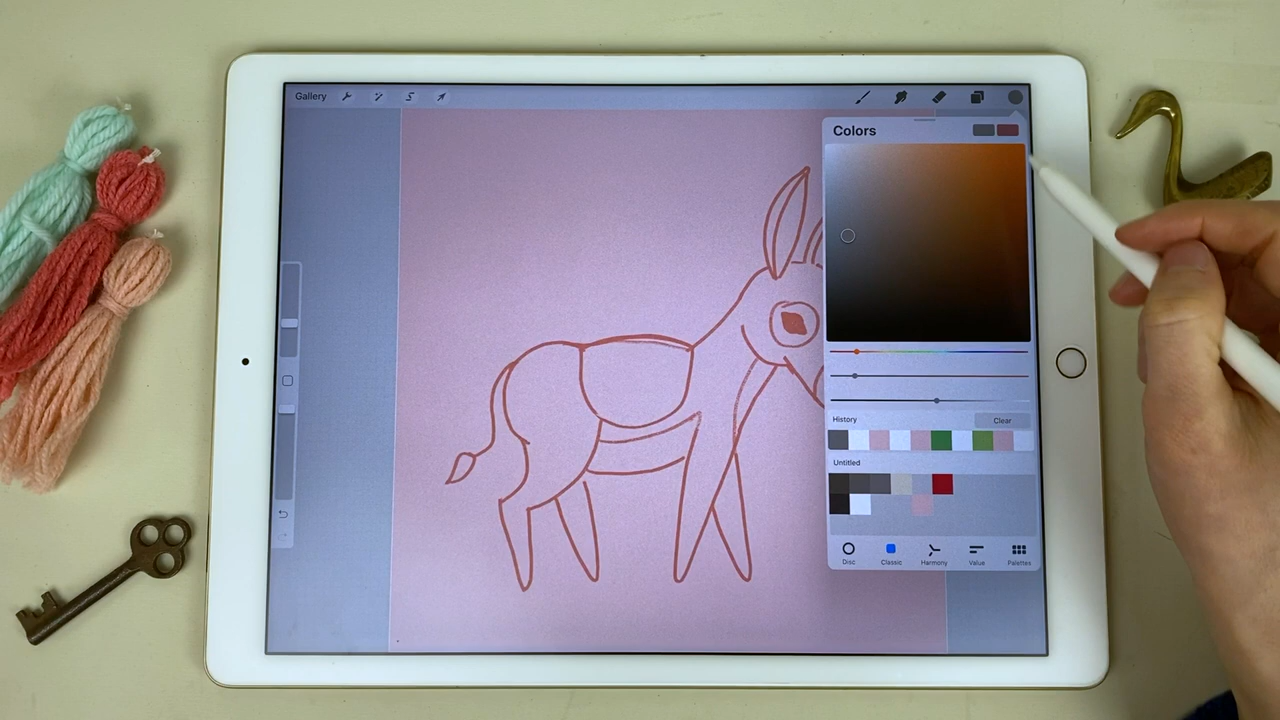 Gallery
Colors
History Clear
Untitled
Disc Classic Harmony Value Palettes